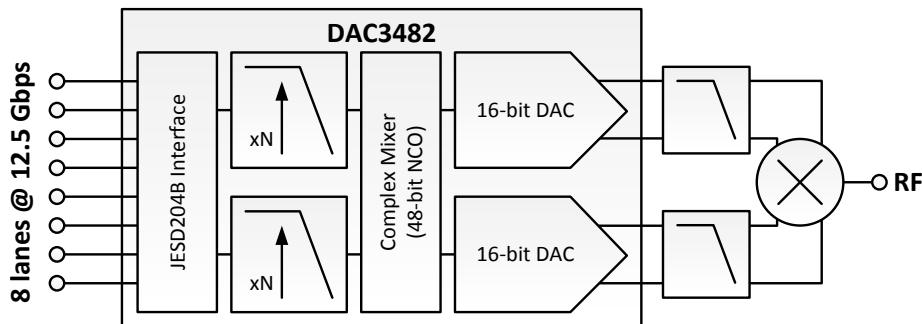 DAC3482
8 lanes @ 12.5 Gbps
JESD204B Interface
xN
xN
Complex Mixer
(48-bit NCO)
16-bit DAC
16-bit DAC
RF